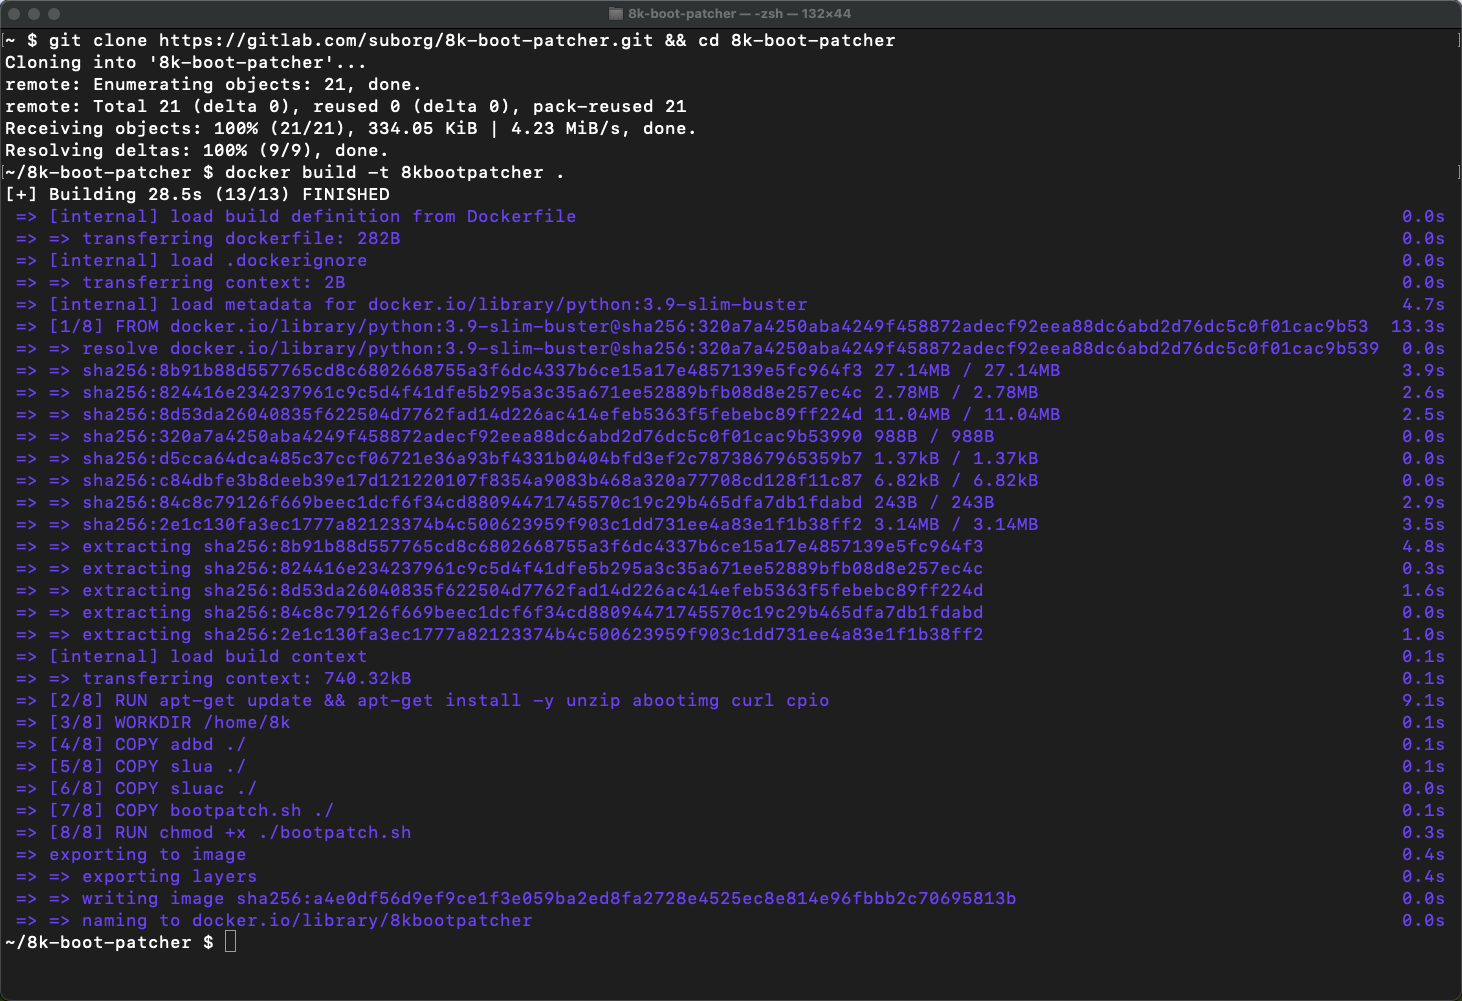 8k-boot-patcher — -zsh — 132×44
[~ $ git clone https://gitlab.com/suborg/8k-boot-patcher.git && cd 8k-boot-patcher ]
Cloning into '8k-boot-patcher'...
remote: Enumerating objects: 21, done.
remote: Total 21 (delta 0), reused 0 (delta 0), pack-reused 21
Receiving objects: 100% (21/21), 334.05 KiB | 4.23 MiB/s, done.
Resolving deltas: 100% (9/9), done.
[~/8k-boot-patcher $ docker build -t 8kbootpatcher . ]
[+] Building 28.5s (13/13) FINISHED
=> [internal] load build definition from Dockerfile 0.0s
=> => transferring dockerfile: 282B 0.0s
=> [internal] load .dockerignore 0.0s
=> => transferring context: 2B 0.0s
=> [internal] load metadata for docker.io/library/python:3.9-slim-buster 4.7s
=> [1/8] FROM docker.io/library/python:3.9-slim-buster@sha256:320a7a4250aba4249f458872adecf92eea88dc6abd2d76dc5c0f01cac9b53 13.3s
=> => resolve docker.io/library/python:3.9-slim-buster@sha256:320a7a4250aba4249f458872adecf92eea88dc6abd2d76dc5c0f01cac9b539 0.0s
=> => sha256:8b91b88d557765cd8c6802668755a3f6dc4337b6ce15a17e4857139e5fc964f3 27.14MB / 27.14MB 3.9s
=> => sha256:824416e234237961c9c5d4f41dfe5b295a3c35a671ee52889bfb08d8e257ec4c 2.78MB / 2.78MB 2.6s
=> => sha256:8d53da26040835f622504d7762fad14d226ac414efeb5363f5febebc89ff224d 11.04MB / 11.04MB 2.5s
=> => sha256:320a7a4250aba4249f458872adecf92eea88dc6abd2d76dc5c0f01cac9b53990 988B / 988B 0.0s
=> => sha256:d5cca64dca485c37ccf06721e36a93bf4331b0404bfd3ef2c7873867965359b7 1.37kB / 1.37kB 0.0s
=> => sha256:c84dbfe3b8deeb39e17d121220107f8354a9083b468a320a77708cd128f11c87 6.82kB / 6.82kB 0.0s
=> => sha256:84c8c79126f669beec1dcf6f34cd88094471745570c19c29b465dfa7db1fdabd 243B / 243B 2.9s
=> => sha256:2e1c130fa3ec1777a82123374b4c500623959f903c1dd731ee4a83e1f1b38ff2 3.14MB / 3.14MB 3.5s
=> => extracting sha256:8b91b88d557765cd8c6802668755a3f6dc4337b6ce15a17e4857139e5fc964f3 4.8s
=> => extracting sha256:824416e234237961c9c5d4f41dfe5b295a3c35a671ee52889bfb08d8e257ec4c 0.3s
=> => extracting sha256:8d53da26040835f622504d7762fad14d226ac414efeb5363f5febebc89ff224d 1.6s
=> => extracting sha256:84c8c79126f669beec1dcf6f34cd88094471745570c19c29b465dfa7db1fdabd 0.0s
=> => extracting sha256:2e1c130fa3ec1777a82123374b4c500623959f903c1dd731ee4a83e1f1b38ff2 1.0s
=> [internal] load build context 0.1s
=> => transferring context: 740.32kB 0.1s
=> [2/8] RUN apt-get update && apt-get install -y unzip abootimg curl cpio 9.1s
=> [3/8] WORKDIR /home/8k 0.1s
=> [4/8] COPY adbd ./ 0.1s
=> [5/8] COPY slua ./ 0.1s
=> [6/8] COPY sluac ./ 0.0s
=> [7/8] COPY bootpatch.sh ./ 0.1s
=> [8/8] RUN chmod +x ./bootpatch.sh 0.3s
=> exporting to image 0.4s
=> => exporting layers 0.4s
=> => writing image sha256:a4e0df56d9ef9ce1f3e059ba2ed8fa2728e4525ec8e814e96fbbb2c70695813b 0.0s
=> => naming to docker.io/library/8kbootpatcher 0.0s
~/8k-boot-patcher $